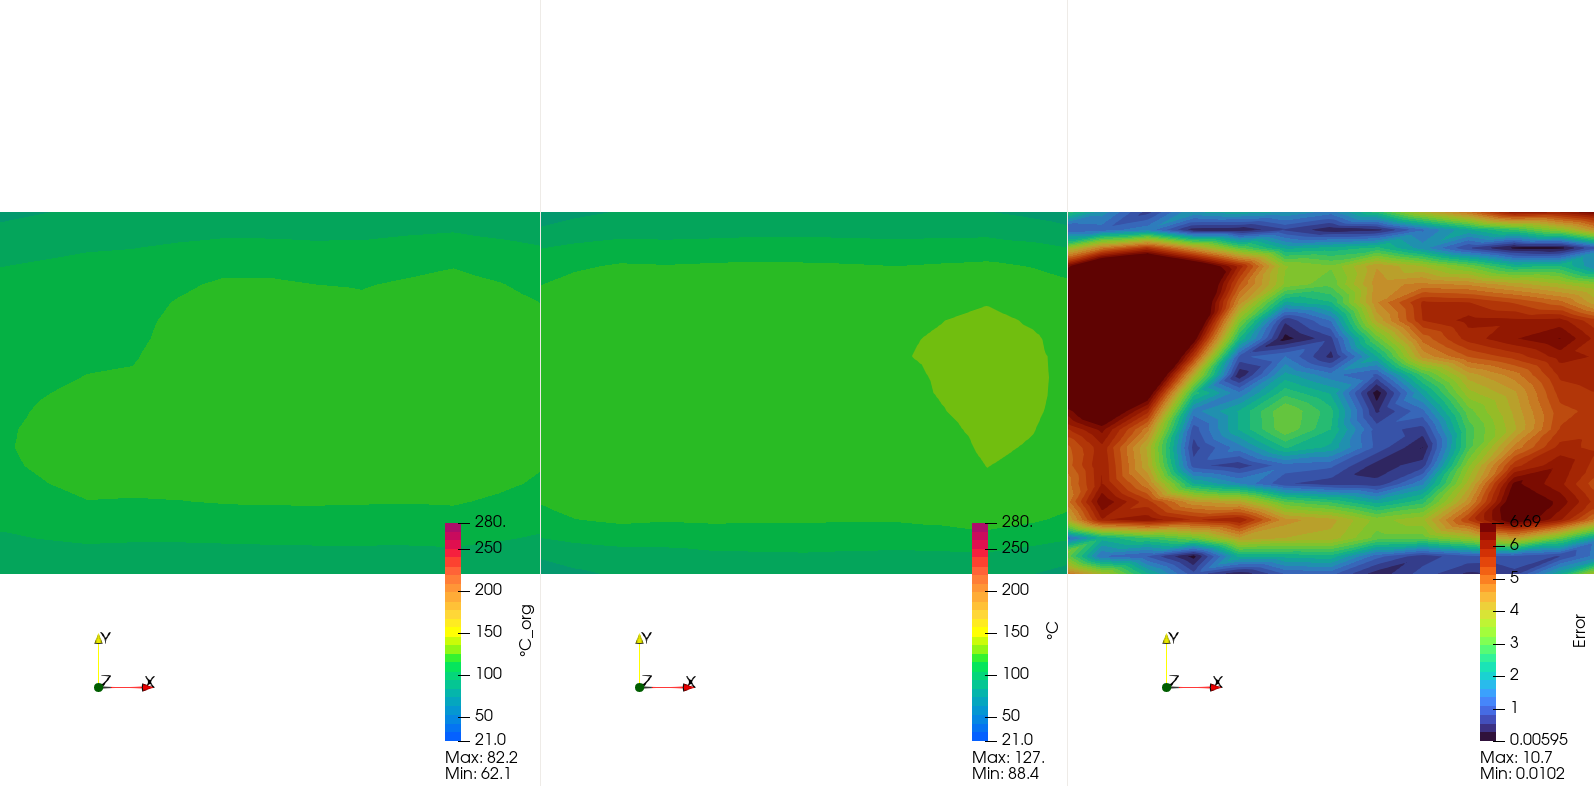 280.
250
200
150
100
50
21.0
°C_org
Max: 82.2
Min: 62.1
Y
Z
X
280.
250
200
150
100
50
21.0
°C
Max: 127.
Min: 88.4
Y
Z
X
6.69
6
5
4
3
2
1
0.00595
Error
Max: 10.7
Min: 0.0102
Y
Z
X